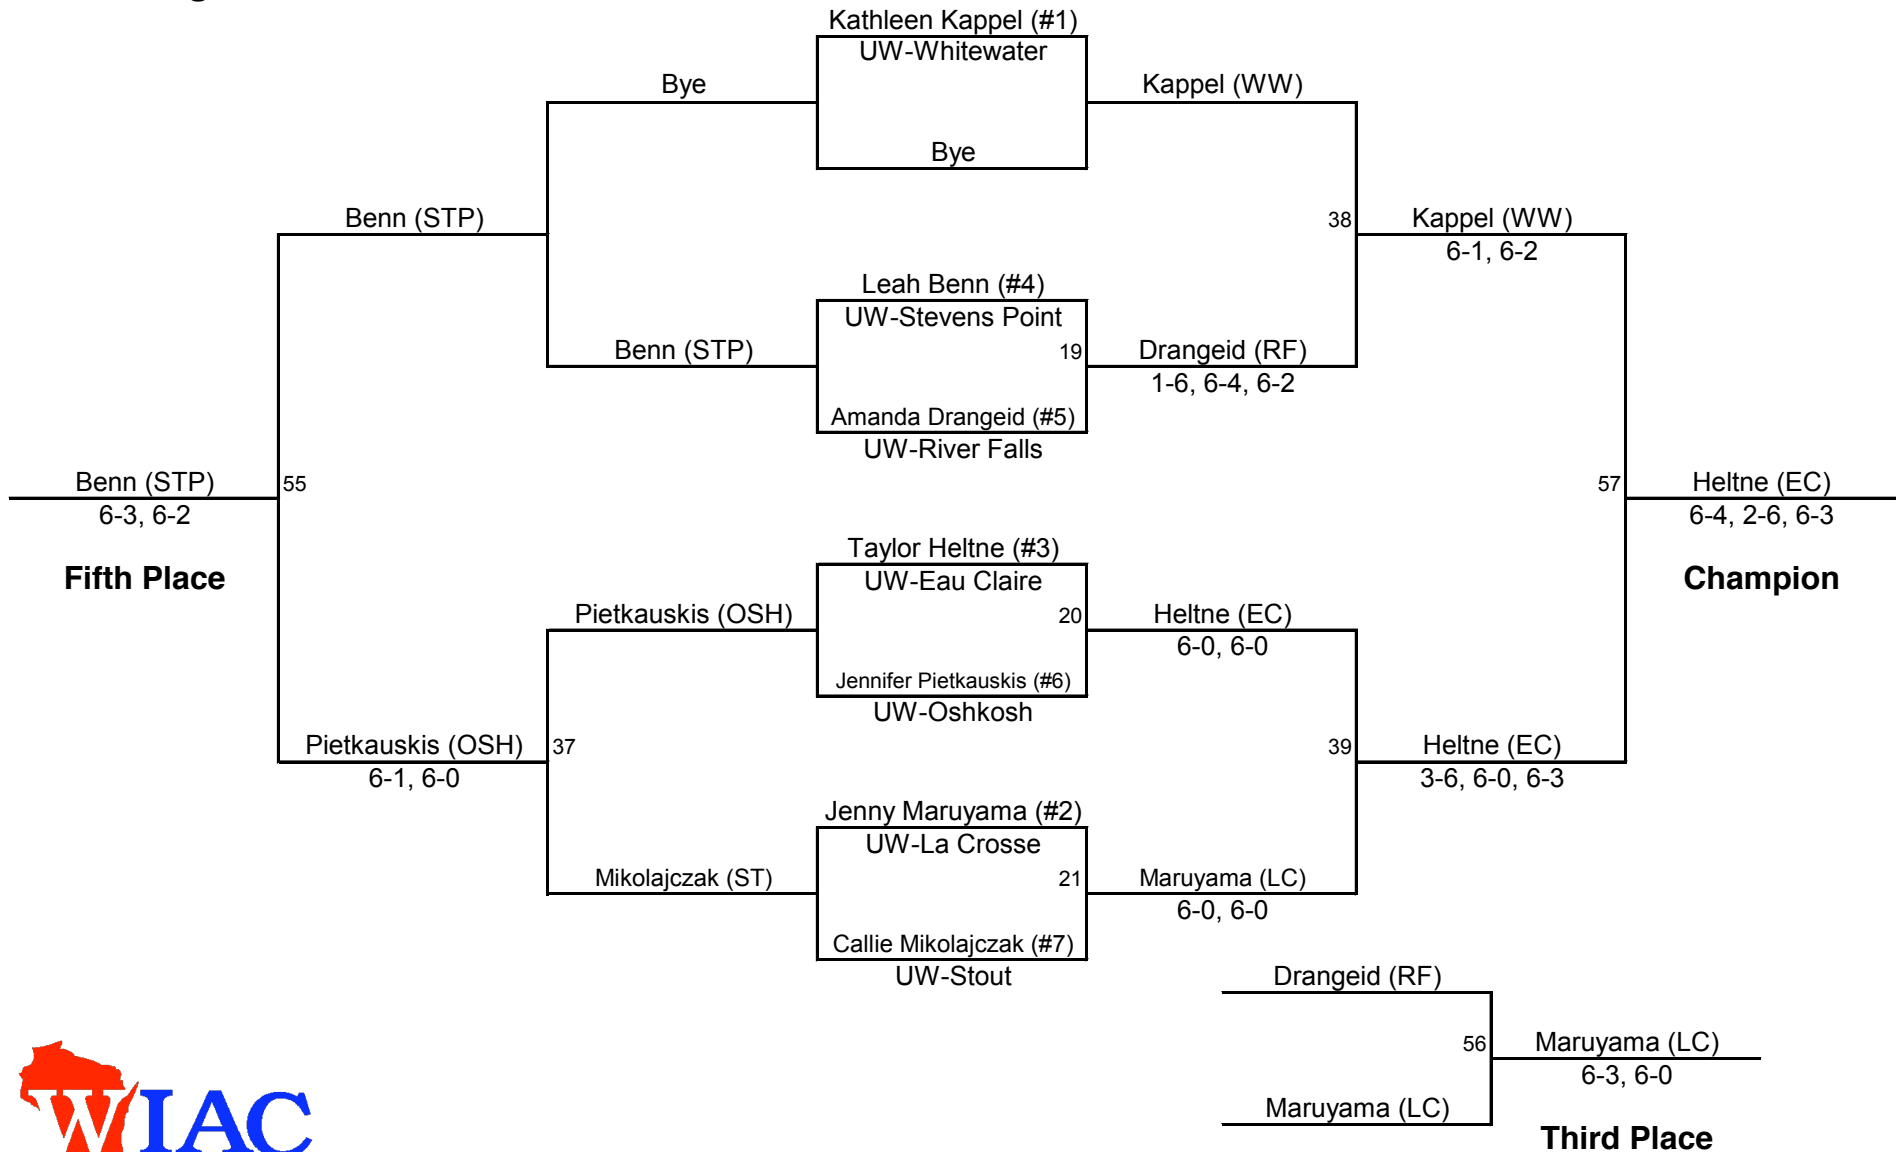 Kathleen Kappel (#1)
UW-Whitewater
Bye
Kappel (WW)
Bye
Benn (STP)
38
Kappel (WW)
6-1, 6-2
Leah Benn (#4)
UW-Stevens Point
Benn (STP)
19
Drangeid (RF)
1-6, 6-4, 6-2
Amanda Drangeid (#5)
UW-River Falls
Benn (STP)
6-3, 6-2
55
57
Heltne (EC)
6-4, 2-6, 6-3
Fifth Place
Taylor Heltne (#3)
UW-Eau Claire
Champion
Pietkauskis (OSH)
20
Heltne (EC)
6-0, 6-0
Jennifer Pietkauskis (#6)
UW-Oshkosh
Pietkauskis (OSH)
6-1, 6-0
37
39
Heltne (EC)
3-6, 6-0, 6-3
Jenny Maruyama (#2)
UW-La Crosse
Mikolajczak (ST)
21
Maruyama (LC)
6-0, 6-0
Callie Mikolajczak (#7)
UW-Stout
Drangeid (RF)
56
Maruyama (LC)
6-3, 6-0
Maruyama (LC)
Third Place
WIAC